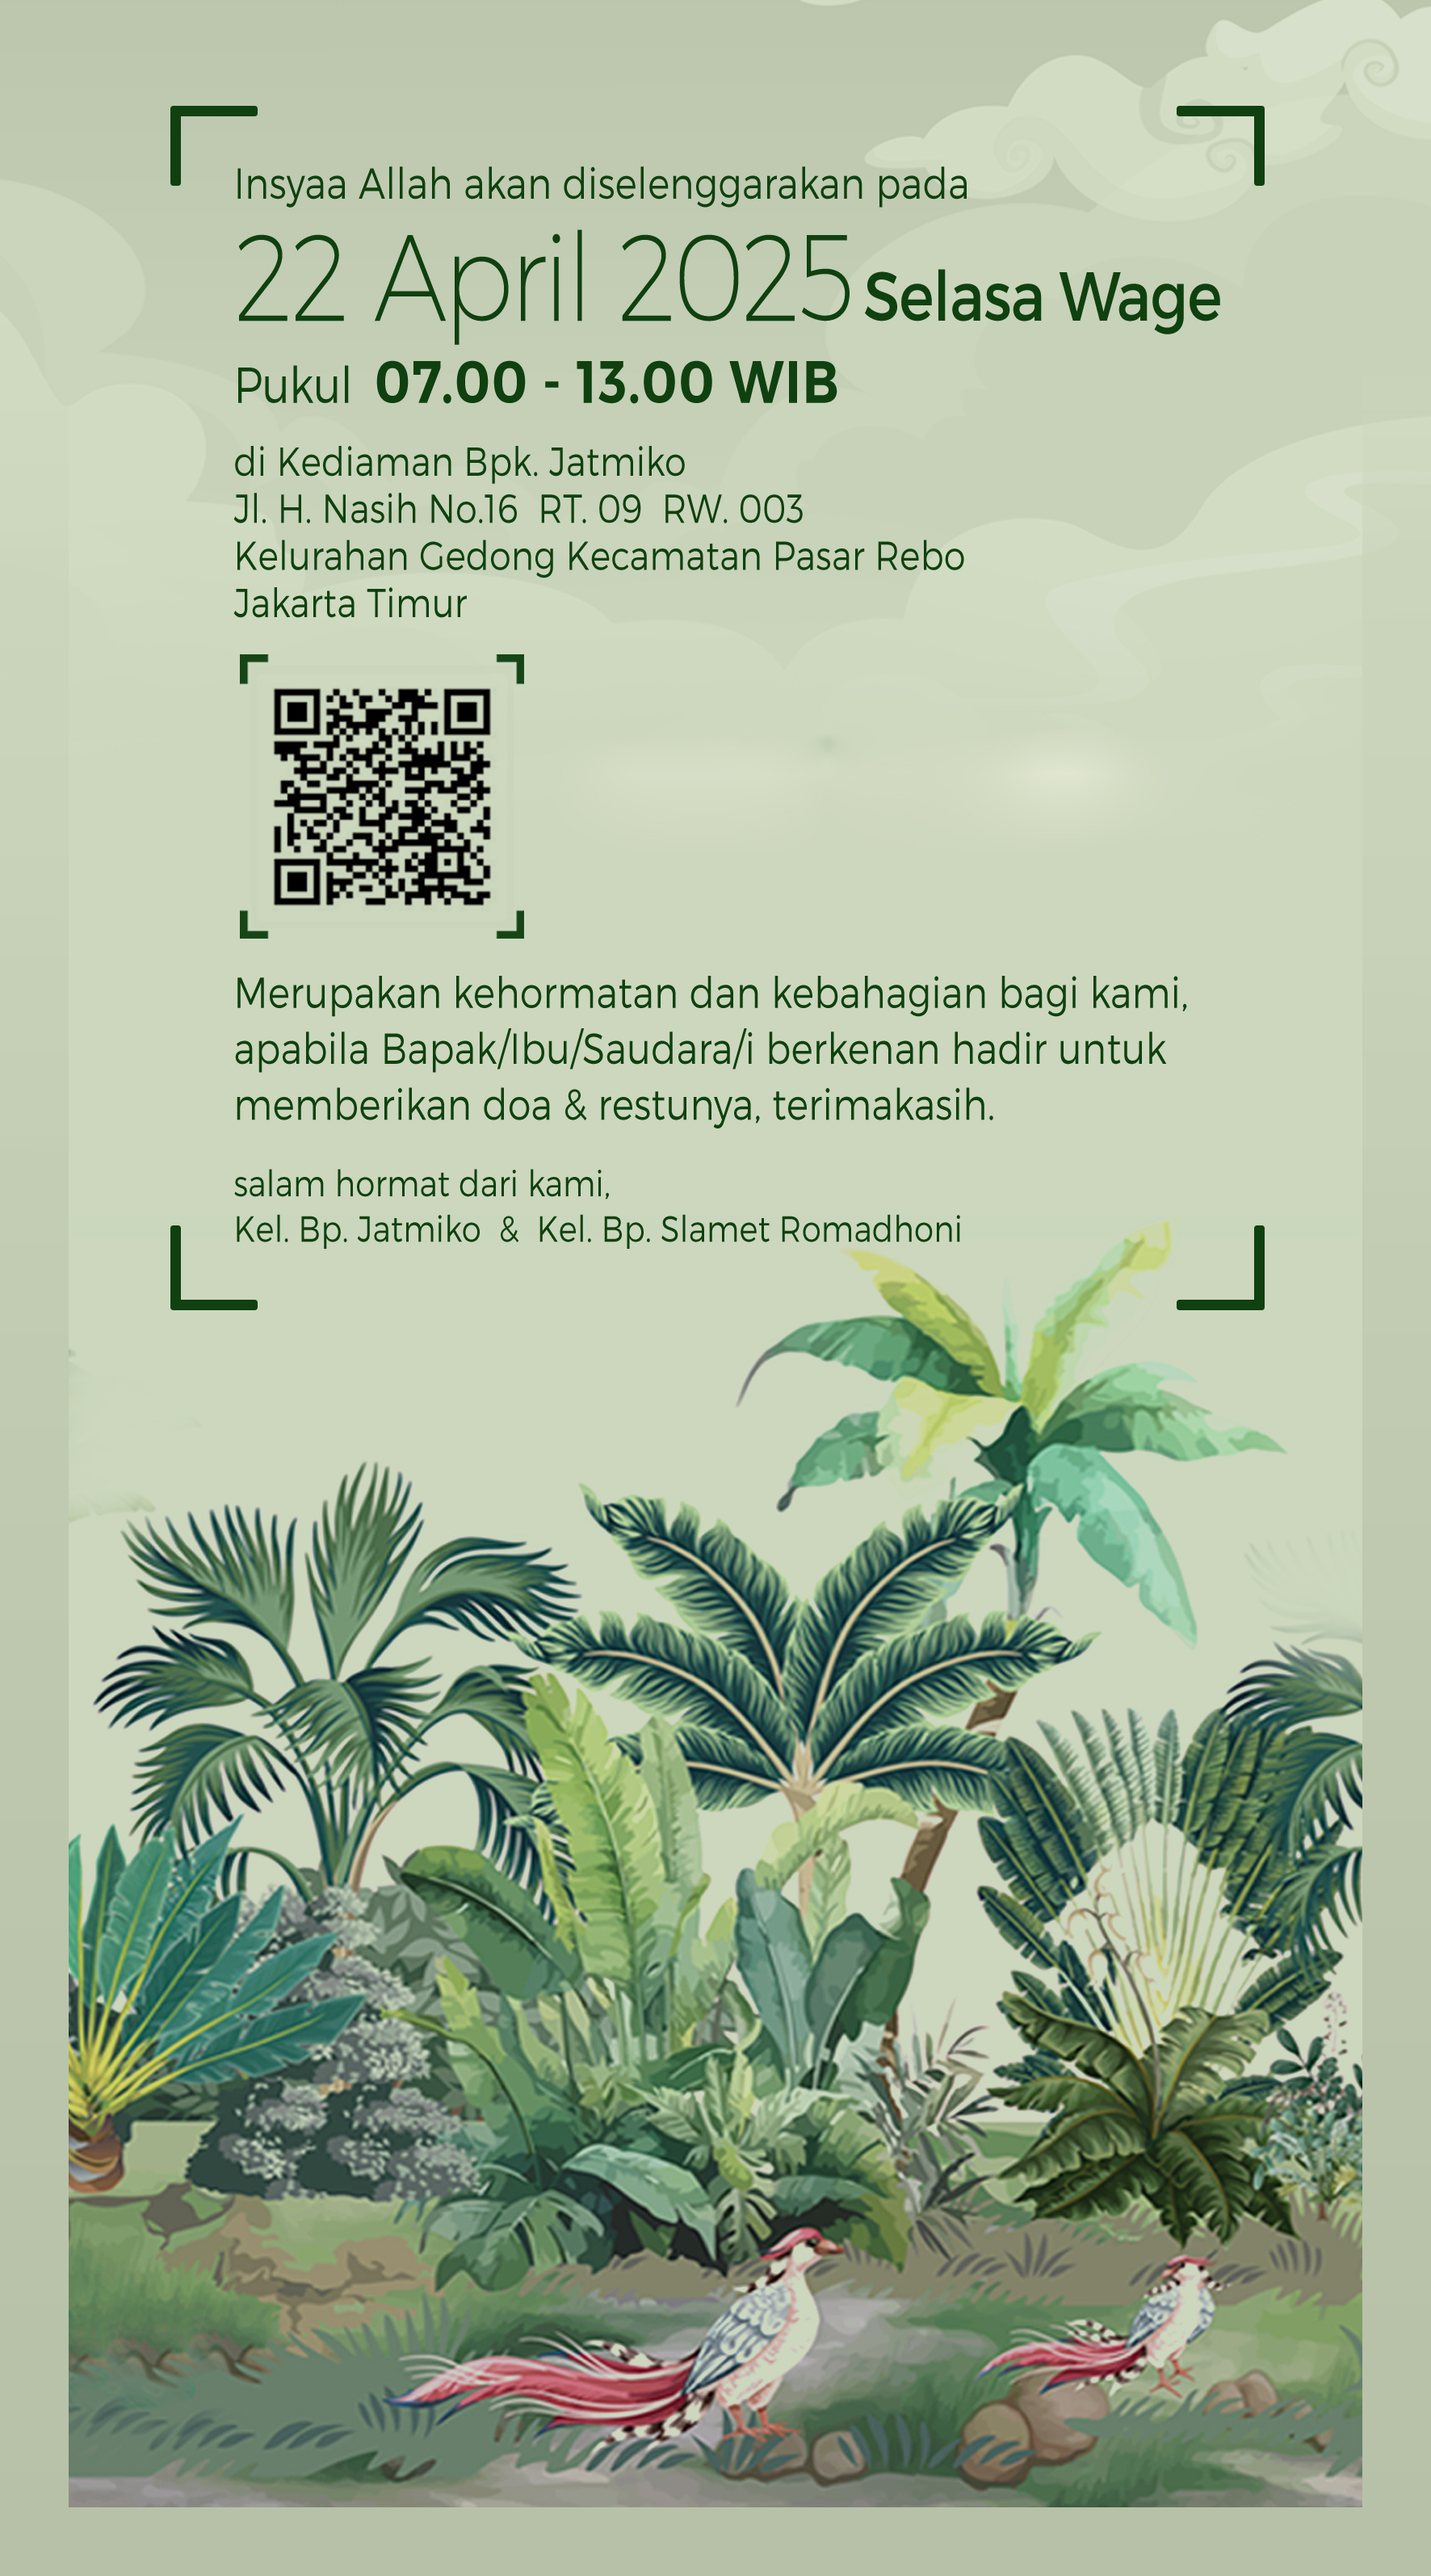 Insyaa Allah akan diselenggarakan pada
22 April 2025 Selasa Wage
Pukul 07.00 - 13.00 WIB
di Kediaman Bpk. Jatmiko
Jl. H. Nasih No.16 RT. 09 RW. 003
Kelurahan Gedong Kecamatan Pasar Rebo
Jakarta Timur
Merupakan kehormatan dan kebahagian bagi kami,
apabila Bapak/Ibu/Saudara/i berkenan hadir untuk
memberikan doa & restunya, terimakasih.
salam hormat dari kami,
Kel. Bp. Jatmiko & Kel. Bp. Slamet Romadhoni